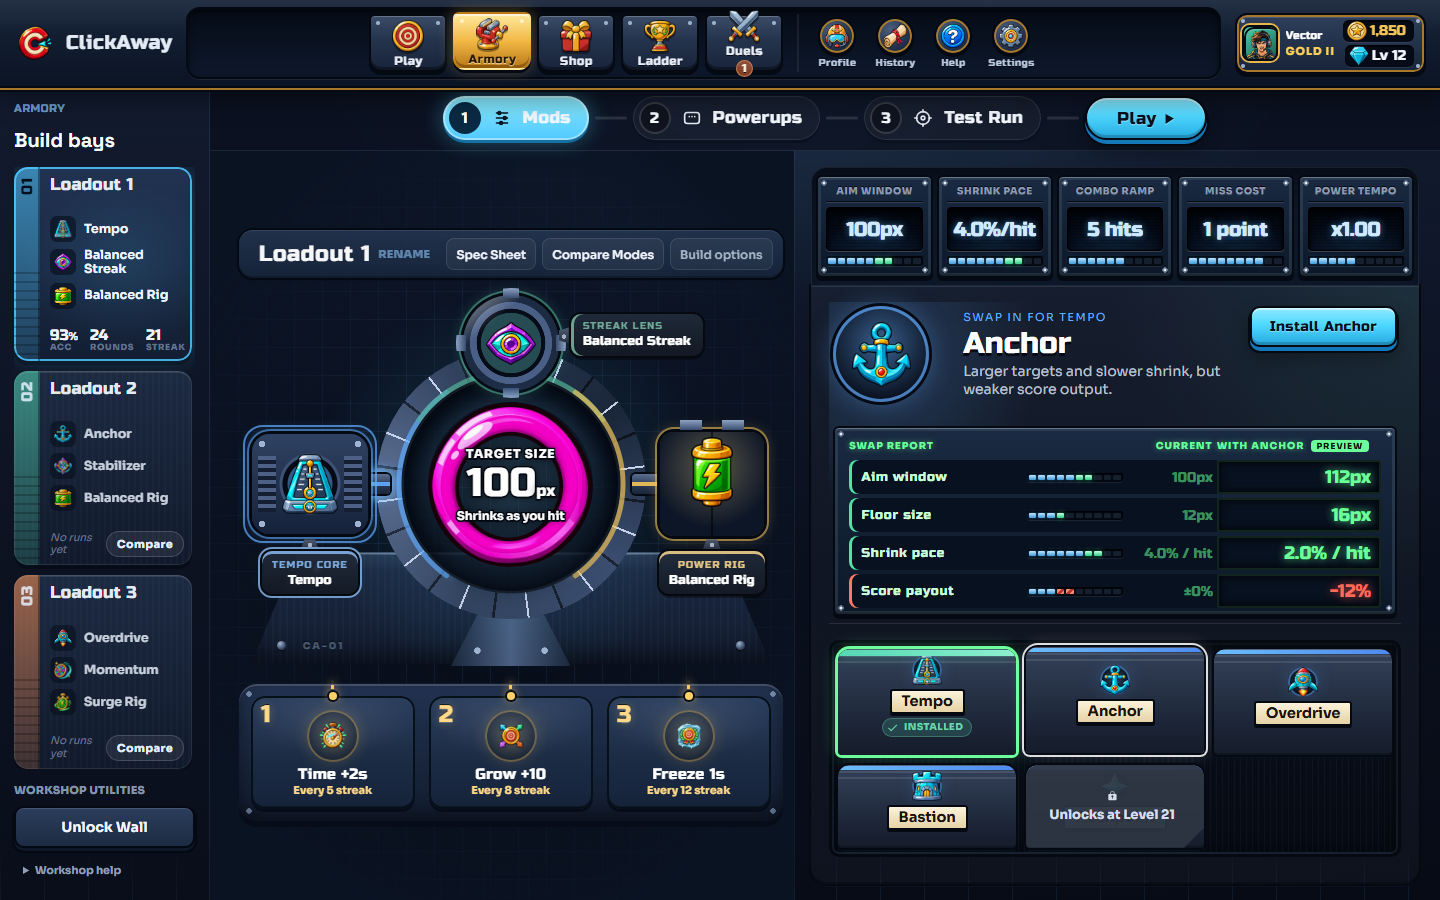 ClickAway
Play
Armory
Shop
Ladder
Duels
1
Profile
History
Help
Settings
Vector
GOLD II
1,850
Lv 12
ARMORY
Build bays
1 Mods
2 Powerups
3 Test Run
Play
01
Loadout 1
Tempo
Balanced
Streak
Balanced Rig
93% 24 21
ACC ROUNDS STREAK
02
Loadout 2
Anchor
Stabilizer
Balanced Rig
No runs
yet
Compare
03
Loadout 3
Overdrive
Momentum
Surge Rig
No runs
yet
Compare
WORKSHOP UTILITIES
Unlock Wall
Workshop help
Loadout 1 RENAME
Spec Sheet
Compare Modes
Build options
STREAK LENS
Balanced Streak
TARGET SIZE
100px
Shrinks as you hit
TEMPO CORE
Tempo
POWER RIG
Balanced Rig
CA-01
1
Time +2s
Every 5 streak
2
Grow +10
Every 8 streak
3
Freeze 1s
Every 12 streak
AIM WINDOW
100px
SHRINK PACE
4.0%/hit
COMBO RAMP
5 hits
MISS COST
1 point
POWER TEMPO
x1.00
SWAP IN FOR TEMPO
Anchor
Larger targets and slower shrink, but
weaker score output.
Install Anchor
SWAP REPORT CURRENT WITH ANCHOR PREVIEW
Aim window 100px 112px
Floor size 12px 16px
Shrink pace 4.0% / hit 2.0% / hit
Score payout ±0% -12%
Tempo
INSTALLED
Anchor
Overdrive
Bastion
Unlocks at Level 21